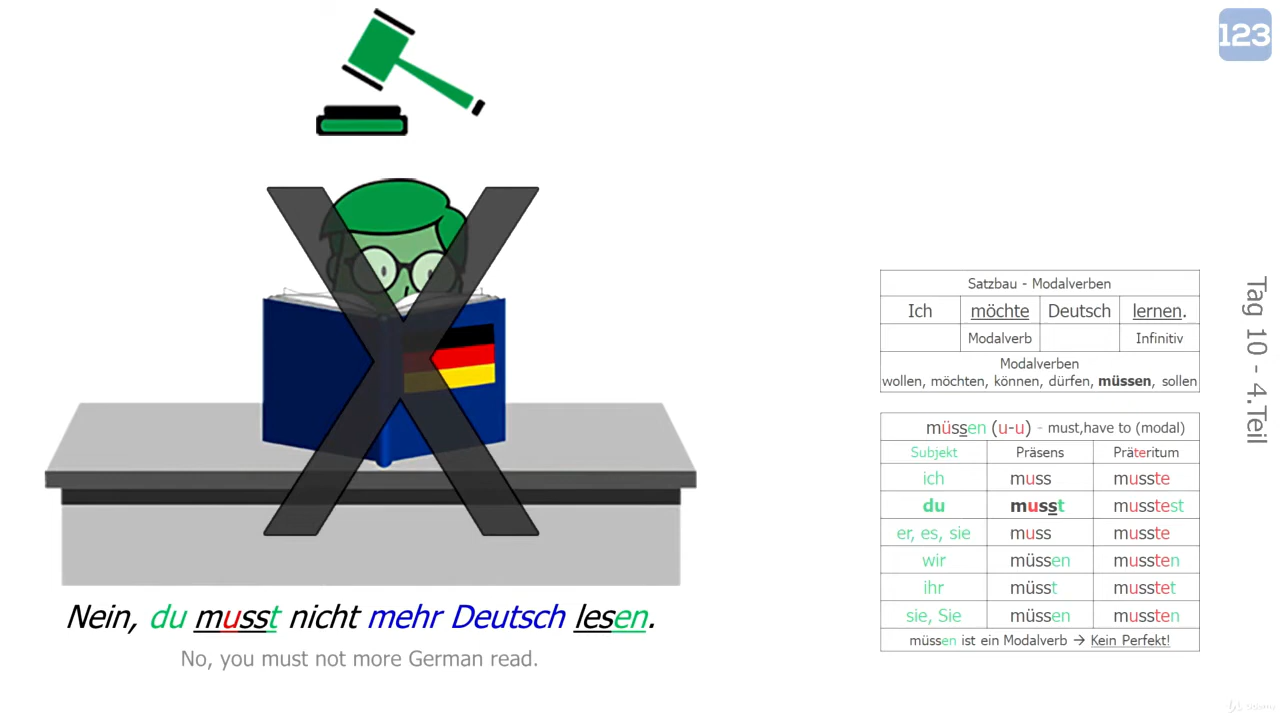 123
Nein, du musst nicht mehr Deutsch lesen.
No, you must not more German read.
Satzbau - Modalverben
Ich möchte Deutsch lernen.
Modalverb Infinitiv
Modalverben
wollen, möchten, können, dürfen, müssen, sollen
müssen (u-u) - must,have to (modal)
Subjekt Präsens Präteritum
ich muss musste
du musst musstest
er, es, sie muss musste
wir müssen mussten
ihr müsst musstet
sie, Sie müssen mussten
müssen ist ein Modalverb → Kein Perfekt!
Tag 10 - 4.Teil